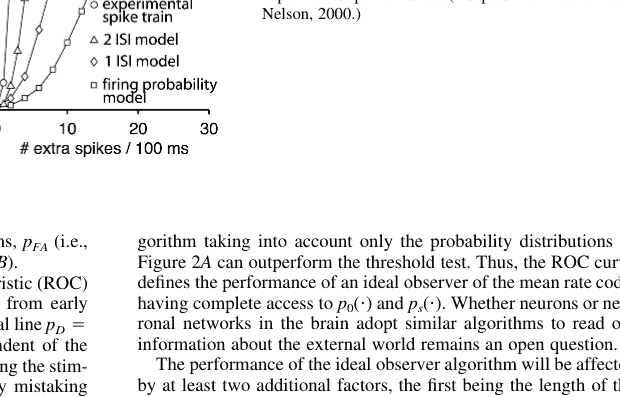 experimental
spike train
2 ISI model
1 ISI model
firing probability
model
10 20 30
# extra spikes / 100 ms
Nelson, 2000.)
ns, pFA (i.e.,
B).
ristic (ROC)
from early
al line pD =
ndent of the
ng the stim-
y mistaking
gorithm taking into account only the probability distributions
Figure 2A can outperform the threshold test. Thus, the ROC cur
defines the performance of an ideal observer of the mean rate cod
having complete access to p0(·) and ps(·). Whether neurons or ne
ronal networks in the brain adopt similar algorithms to read o
information about the external world remains an open question.
The performance of the ideal observer algorithm will be affecte
by at least two additional factors, the first being the length of th